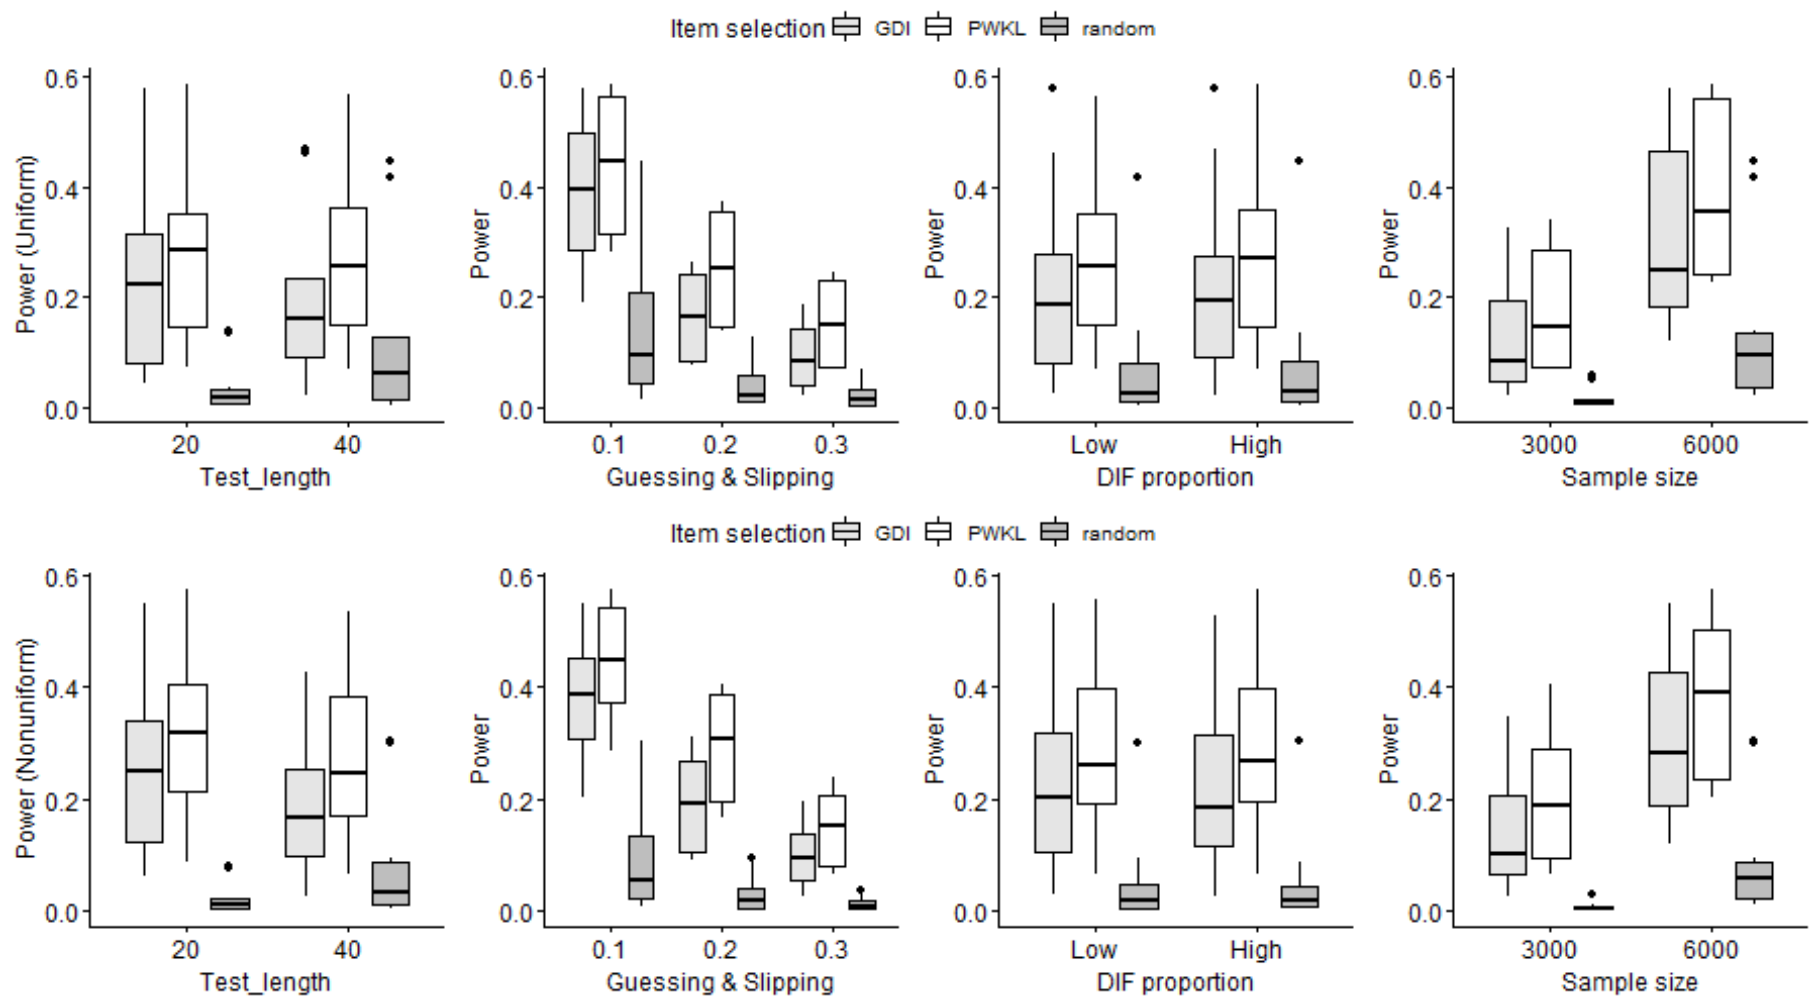 Item selection GDI PWKL random
Power (Uniform)
0.6
0.4
0.2
0.0
20 40
Test_length
Power
0.6
0.4
0.2
0.0
0.1 0.2 0.3
Guessing & Slipping
Power
0.6
0.4
0.2
0.0
Low High
DIF proportion
Power
0.6
0.4
0.2
0.0
3000 6000
Sample size
Item selection GDI PWKL random
Power (Nonuniform)
0.6
0.4
0.2
0.0
20 40
Test_length
Power
0.6
0.4
0.2
0.0
0.1 0.2 0.3
Guessing & Slipping
Power
0.6
0.4
0.2
0.0
Low High
DIF proportion
Power
0.6
0.4
0.2
0.0
3000 6000
Sample size